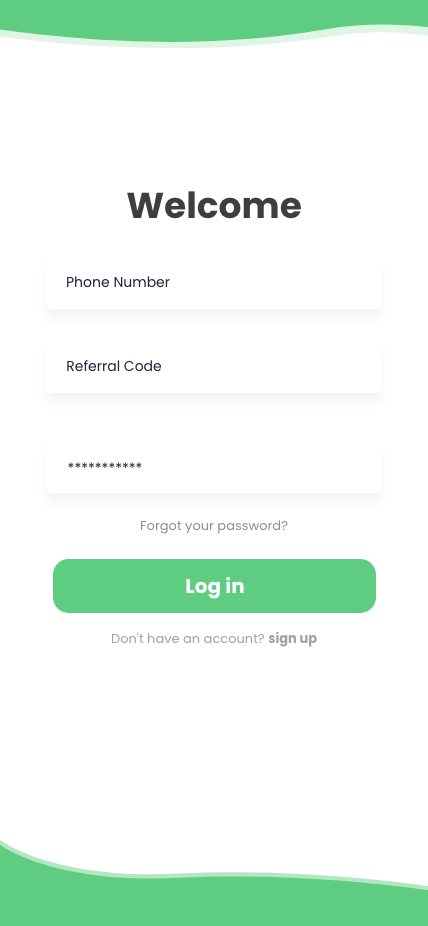 Welcome
Phone Number
Referral Code
***********
Forgot your password?
Log in
Don't have an account? sign up